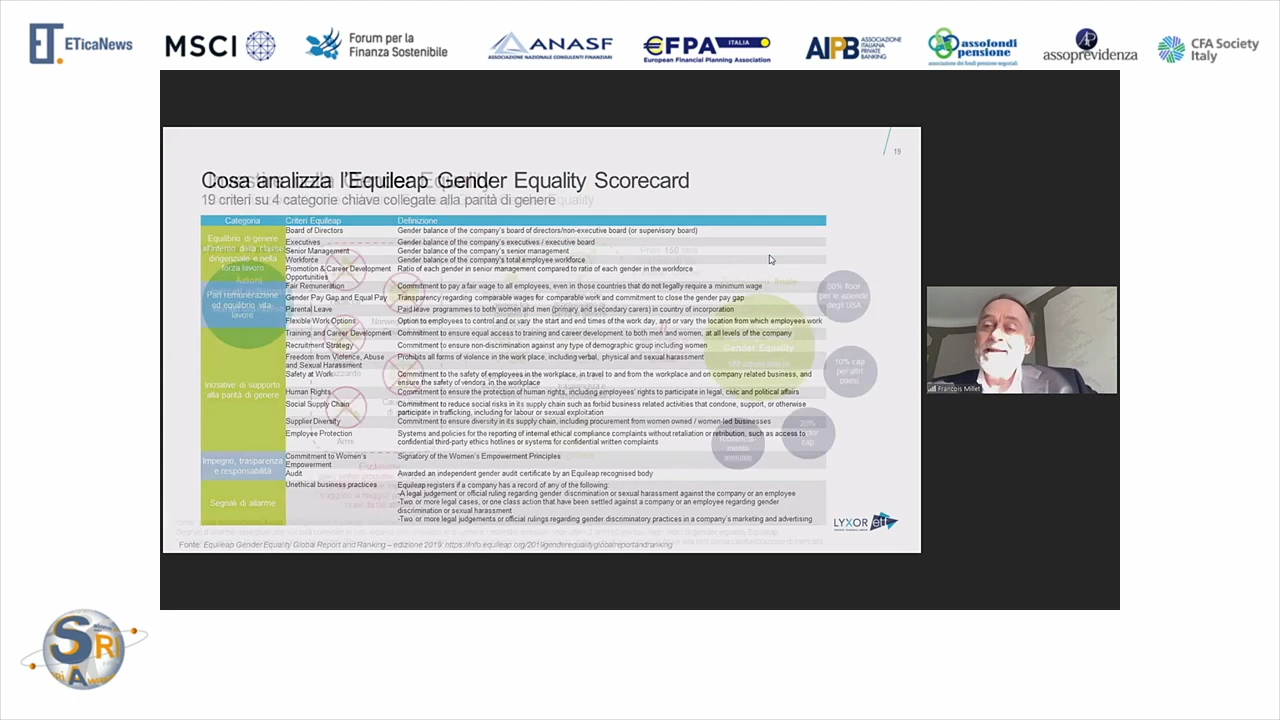 ETicaNews
MSCI
Forum per la
Finanza Sostenibile
ANASF
ASSOCIAZIONE NAZIONALE CONSULENTI FINANZIARI
€FPA ITALIA
European Financial Planning Association
AIPB
ASSOCIAZIONE
ITALIANA
PRIVATE
BANKING
assofondi
pensione
associazione dei fondi pensione negoziali
AP
assoprevidenza
CFA Society
Italy
19
Cosa analizza l'Equileap Gender Equality Scorecard
19 criteri su 4 categorie chiave collegate alla parità di genere
Categoria Criteri Equileap Definizione
Equilibrio di genere
all'interno della classe
dirigenziale e nella
forza lavoro
Board of Directors Gender balance of the company's board of directors/non-executive board (or supervisory board)
Executives Gender balance of the company's executives / executive board
Senior Management Gender balance of the company's senior management
Workforce Gender balance of the company's total employee workforce
Promotion & Career Development Ratio of each gender in senior management compared to ratio of each gender in the workforce
Opportunities
Pari remunerazione
ed equilibrio vita-
lavoro
Fair Remuneration Commitment to pay a fair wage to all employees, even in those countries that do not legally require a minimum wage
Gender Pay Gap and Equal Pay Transparency regarding comparable wages for comparable work and commitment to close the gender pay gap
Parental Leave Paid leave programmes to both women and men (primary and secondary carers) in country of incorporation
Flexible Work Options Option to employees to control and/or vary the start and end times of the work day, and/or vary the location from which employees work
Iniziative di supporto
alla parità di genere
Training and Career Development Commitment to ensure equal access to training and career development, to both men and women, at all levels of the company
Recruitment Strategy Commitment to ensure non-discrimination against any type of demographic group including women
Freedom from Violence, Abuse Prohibits all forms of violence in the work place, including verbal, physical and sexual harassment
and Sexual Harassment
Safety at Work Commitment to the safety of employees in the workplace, in travel to and from the workplace and on company related business, and
ensure the safety of vendors in the workplace
Human Rights Commitment to ensure the protection of human rights, including employees' rights to participate in legal, civic and political affairs
Social Supply Chain Commitment to reduce social risks in its supply chain such as forbid business related activities that condone, support, or otherwise
participate in trafficking, including for labour or sexual exploitation
Supplier Diversity Commitment to ensure diversity in its supply chain, including procurement from women owned / women-led businesses
Employee Protection Systems and policies for the reporting of internal ethical compliance complaints without retaliation or retribution, such as access to
confidential third-party ethics hotlines or systems for confidential written complaints
Impegno, trasparenza
e responsabilità
Commitment to Women's Signatory of the Women's Empowerment Principles
Empowerment
Audit Awarded an independent gender audit certificate by an Equileap recognised body
Segnali di allarme
Unethical business practices Equileap registers if a company has a record of any of the following:
-A legal judgement or official ruling regarding gender discrimination or sexual harassment against the company or an employee
-Two or more legal cases, or one class action that have been settled against a company or an employee regarding gender
discrimination or sexual harassment
-Two or more legal judgements or official rulings regarding gender discriminatory practices in a company's marketing and advertising
Gender Equality
50% floor
per le aziende
degli USA
10% cap
per altri
paesi
LYXOR etf
Fonte: Equileap Gender Equality Global Report and Ranking – edizione 2019. https://info.equileap.org/2019genderequalityglobalreportandranking
Francois Millet
SRi